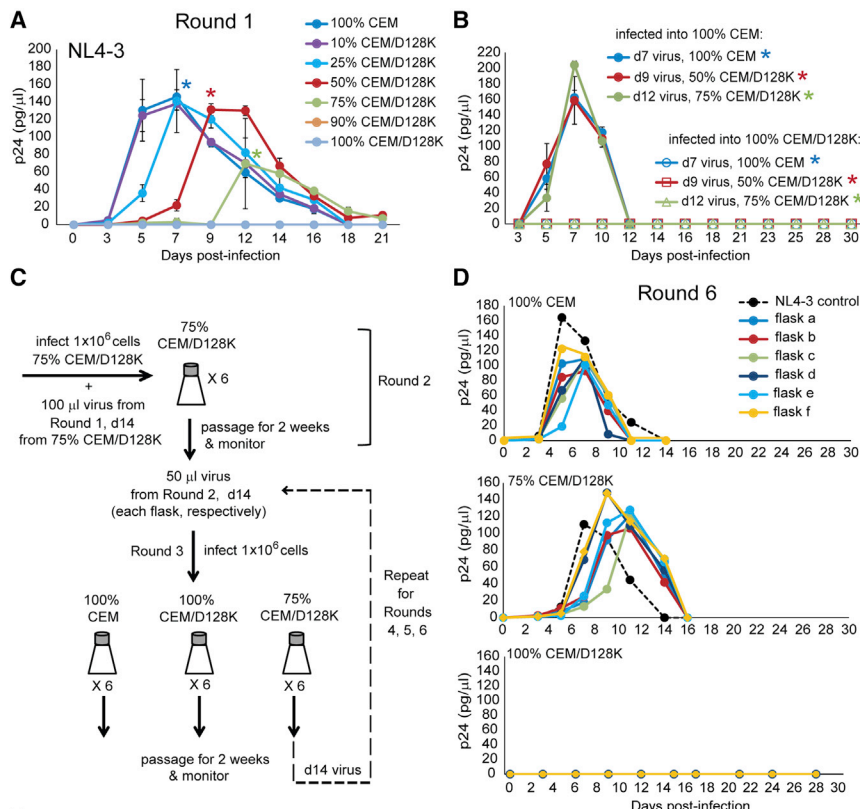 A
Round 1
NL4-3
p24 (pg/µl)
200
180
160
140
120
100
80
60
40
20
0
0 3 5 7 9 12 14 16 18 21
Days post-infection
* * *
100% CEM
10% CEM/D128K
25% CEM/D128K
50% CEM/D128K
75% CEM/D128K
90% CEM/D128K
100% CEM/D128K
B
p24 (pg/µl)
220
200
180
160
140
120
100
80
60
40
20
0
3 5 7 10 12 14 16 18 21 23 25 28 30
Days post-infection
infected into 100% CEM:
d7 virus, 100% CEM *
d9 virus, 50% CEM/D128K *
d12 virus, 75% CEM/D128K *
infected into 100% CEM/D128K:
d7 virus, 100% CEM *
d9 virus, 50% CEM/D128K *
d12 virus, 75% CEM/D128K *
C
infect 1x10⁶ cells
75% CEM/D128K
+
100 µl virus from
Round 1, d14
from 75% CEM/D128K
75%
CEM/D128K
X 6
Round 2
passage for 2 weeks
& monitor
50 µl virus
from Round 2, d14
(each flask, respectively)
Round 3
infect 1x10⁶ cells
100%
CEM
X 6
100%
CEM/D128K
X 6
75%
CEM/D128K
X 6
Repeat
for
Rounds
4, 5, 6
passage for 2 weeks
& monitor
d14 virus
D
Round 6
100% CEM
p24 (pg/µl)
180
160
140
120
100
80
60
40
20
0
0 2 4 6 8 10 12 14 16 18 20 22 24 26 28 30
NL4-3 control
flask a
flask b
flask c
flask d
flask e
flask f
75% CEM/D128K
p24 (pg/µl)
160
140
120
100
80
60
40
20
0
0 2 4 6 8 10 12 14 16 18 20 22 24 26 28 30
100% CEM/D128K
p24 (pg/µl)
160
140
120
100
80
60
40
20
0
0 2 4 6 8 10 12 14 16 18 20 22 24 26 28 30
Days post-infection